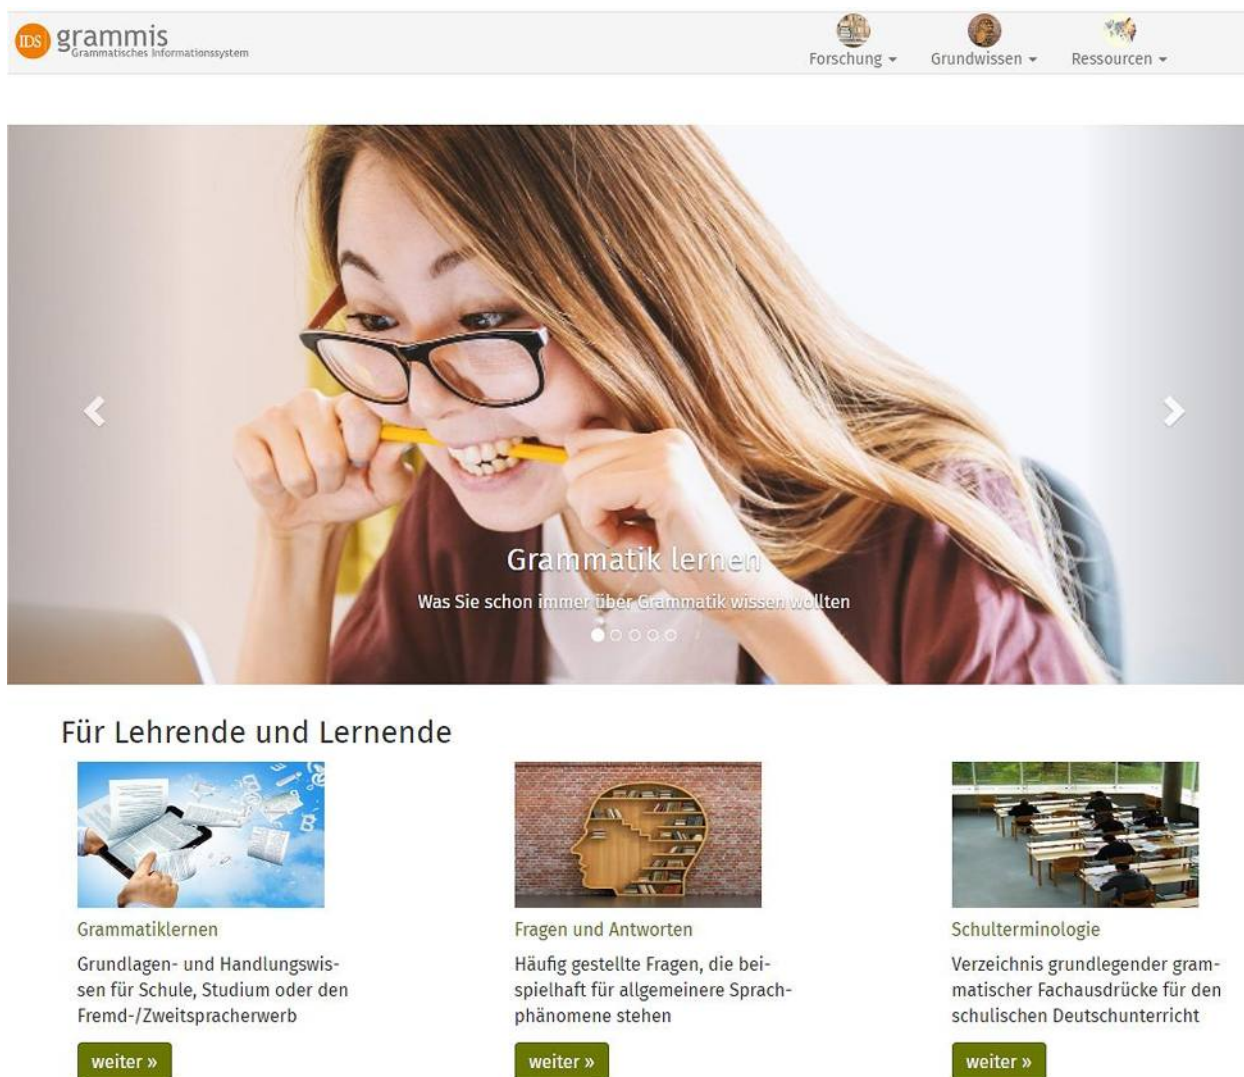 IDS grammis
Grammatisches Informationssystem
Forschung
Grundwissen
Ressourcen
Grammatik lernen
Was Sie schon immer über Grammatik wissen wollten
Für Lehrende und Lernende
Grammatiklernen
Grundlagen- und Handlungswis-
sen für Schule, Studium oder den
Fremd-/Zweitspracherwerb
weiter »
Fragen und Antworten
Häufig gestellte Fragen, die bei-
spielhaft für allgemeinere Sprach-
phänomene stehen
weiter »
Schulterminologie
Verzeichnis grundlegender gram-
matischer Fachausdrücke für den
schulischen Deutschunterricht
weiter »